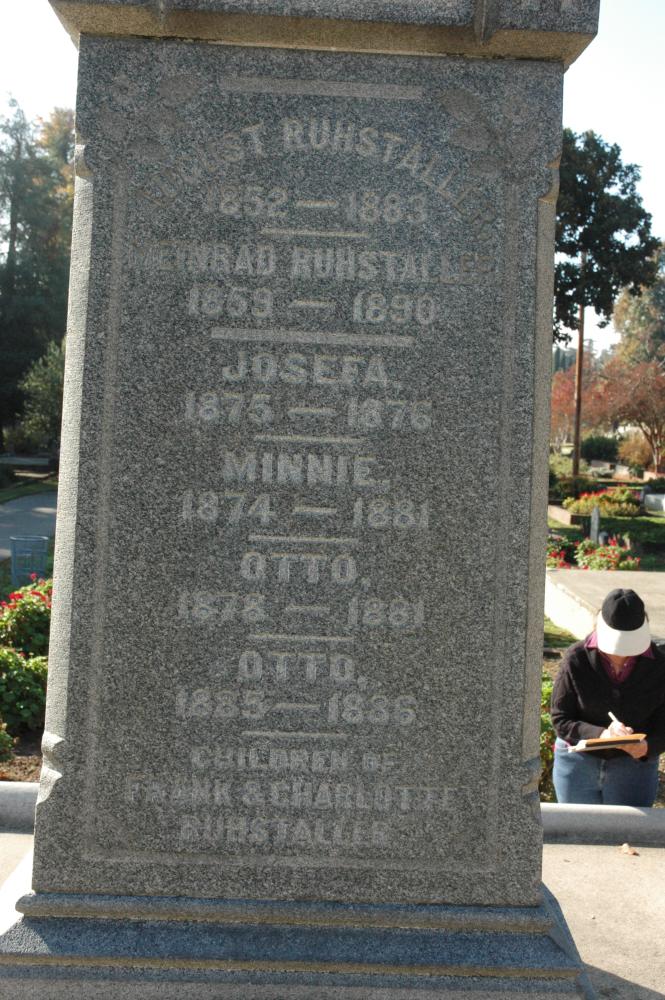 AUGUST RUHSTALLER
1852 — 1883
MEINRAD RUHSTALLER
1859 — 1890
JOSEFA.
1875 — 1876
MINNIE.
1874 — 1881
OTTO.
1878 — 1881
OTTO.
1885 — 1886
CHILDREN OF
FRANK & CHARLOTTE
RUHSTALLER